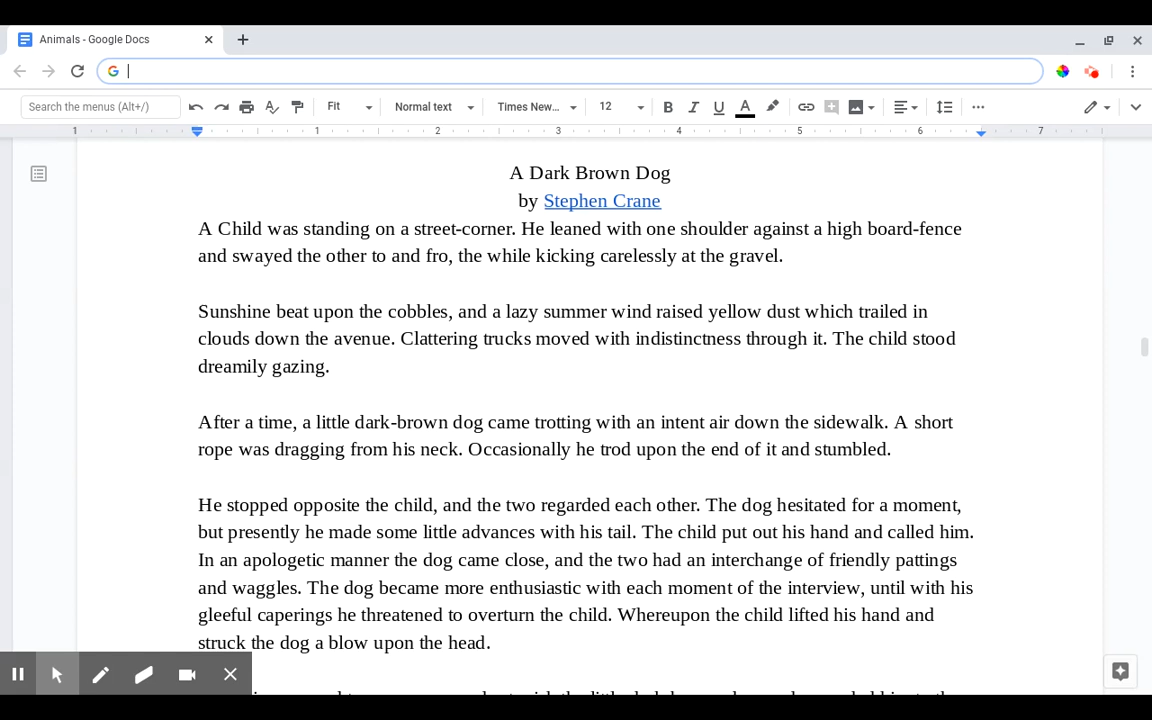 Animals - Google Docs
Search the menus (Alt+/)
Fit
Normal text
Times New...
12
B I U A
1 1 2 3 4 5 6 7
A Dark Brown Dog
by Stephen Crane
A Child was standing on a street-corner. He leaned with one shoulder against a high board-fence
and swayed the other to and fro, the while kicking carelessly at the gravel.
Sunshine beat upon the cobbles, and a lazy summer wind raised yellow dust which trailed in
clouds down the avenue. Clattering trucks moved with indistinctness through it. The child stood
dreamily gazing.
After a time, a little dark-brown dog came trotting with an intent air down the sidewalk. A short
rope was dragging from his neck. Occasionally he trod upon the end of it and stumbled.
He stopped opposite the child, and the two regarded each other. The dog hesitated for a moment,
but presently he made some little advances with his tail. The child put out his hand and called him.
In an apologetic manner the dog came close, and the two had an interchange of friendly pattings
and waggles. The dog became more enthusiastic with each moment of the interview, until with his
gleeful caperings he threatened to overturn the child. Whereupon the child lifted his hand and
struck the dog a blow upon the head.